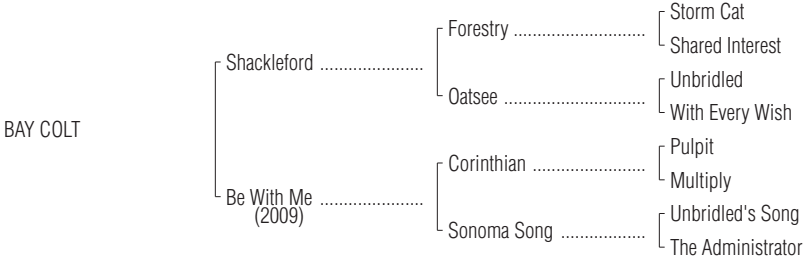 Storm Cat
Forestry ............................
Shared Interest
Shackleford ......................
Unbridled
Oatsee ..............................
With Every Wish
BAY COLT
Pulpit
Corinthian ........................
Multiply
Be With Me ......................
(2009)
Unbridled's Song
Sonoma Song ..................
The Administrator